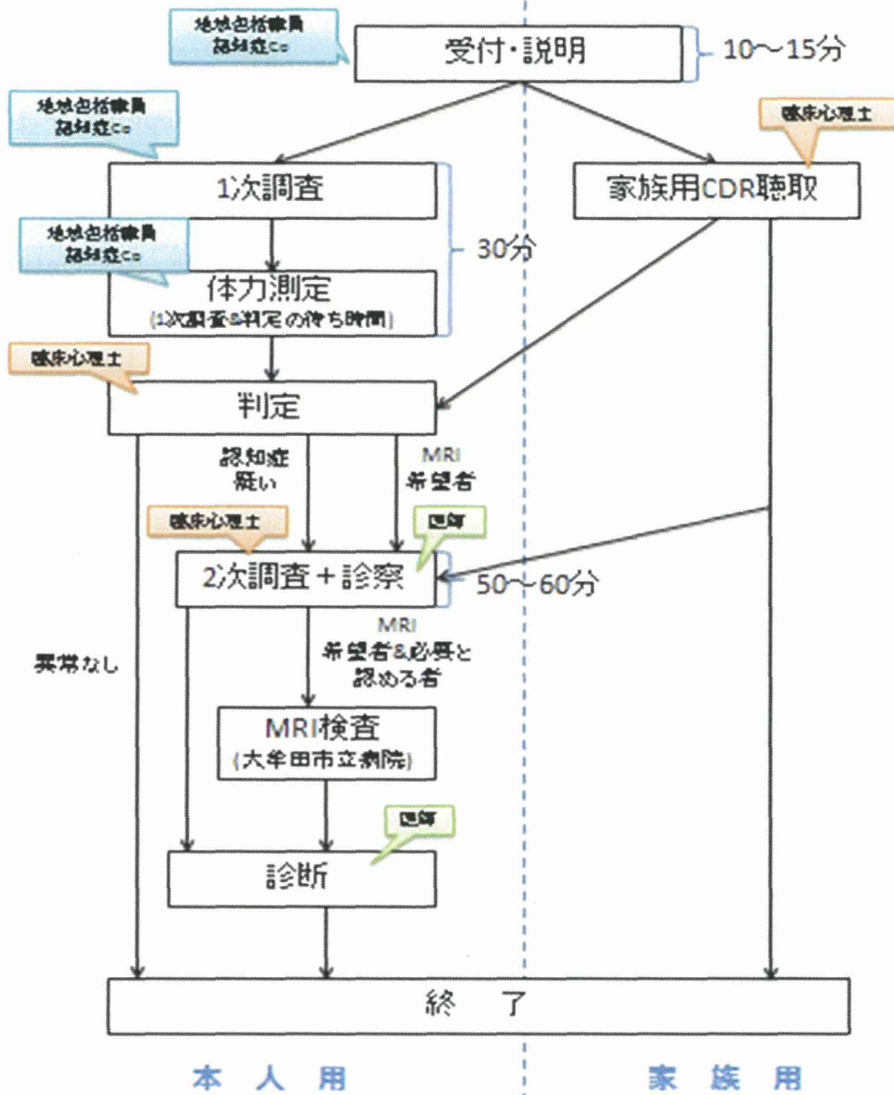 地域包括職員
認知症Co
受付・説明
10～15分
地域包括職員
認知症Co
臨床心理士
1次調査
家族用CDR聴取
地域包括職員
認知症Co
30分
体力測定
(1次調査&判定の待ち時間)
臨床心理士
判定
認知症
疑い
MRI
希望者
臨床心理士
医師
2次調査＋診察
50～60分
異常なし
MRI
希望者&必要と
認める者
MRI検査
(大牟田市立病院)
医師
診断
終 了
本 人 用
家 族 用